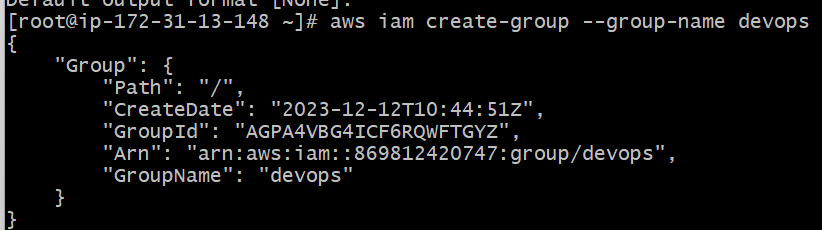 Default output format [None]:
[root@ip-172-31-13-148 ~]# aws iam create-group --group-name devops
{
    "Group": {
        "Path": "/",
        "CreateDate": "2023-12-12T10:44:51Z",
        "GroupId": "AGPA4VBG4ICF6RQWFTGYZ",
        "Arn": "arn:aws:iam::869812420747:group/devops",
        "GroupName": "devops"
    }
}